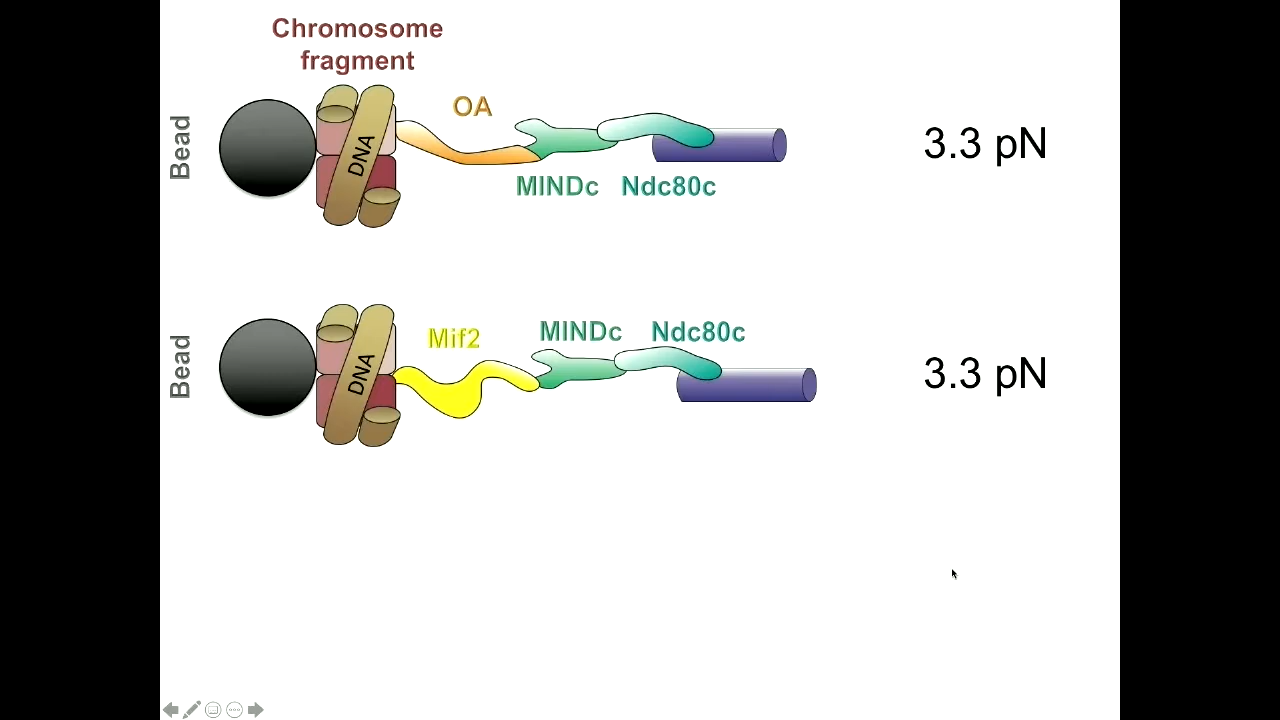 Chromosome
fragment
Bead
DNA
OA
MINDc
Ndc80c
3.3 pN
Bead
DNA
Mif2
MINDc
Ndc80c
3.3 pN